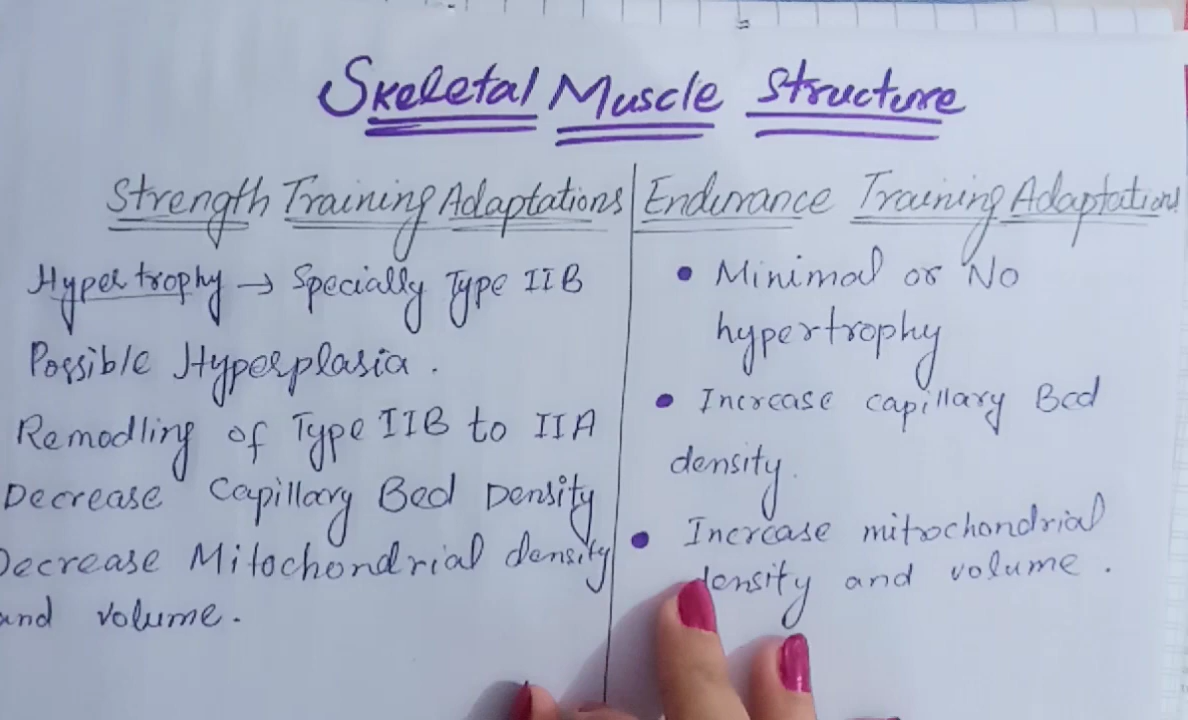 Skeletal Muscle Structure
Strength Training Adaptations
Hypertrophy → Specially Type IIB
Possible Hyperplasia.
Remodling of Type IIB to IIA
Decrease Capillary Bed Density
Decrease Mitochondrial density
and volume.
Endurance Training Adaptations
• Minimal or No
hypertrophy
• Increase capillary Bed
density.
• Increase mitochondrial
density and volume.